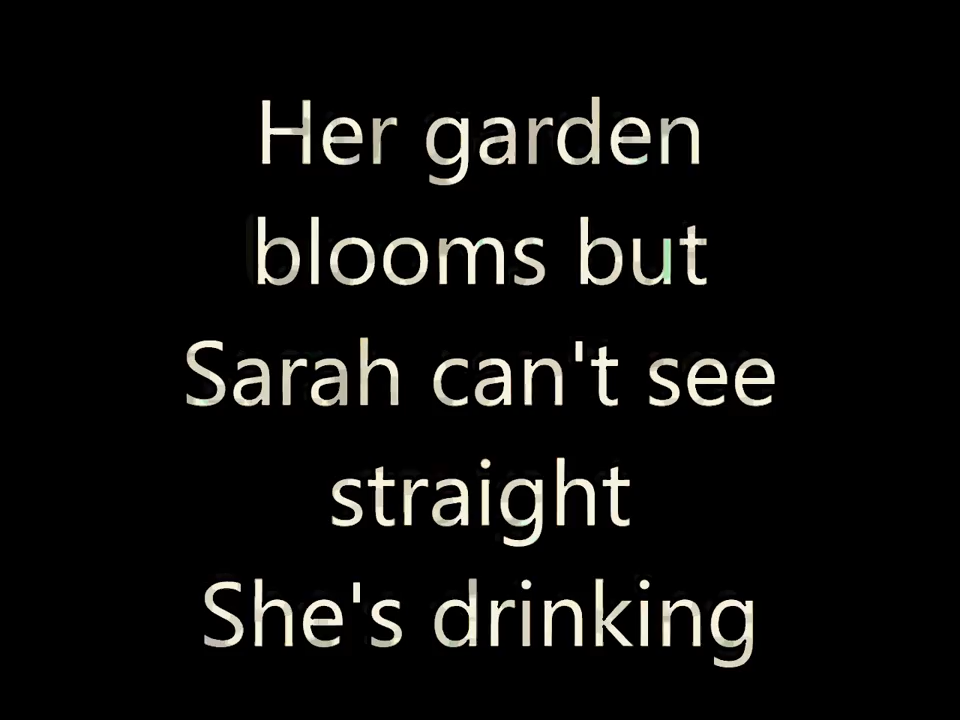 Her garden
blooms but
Sarah can't see
straight
She's drinking